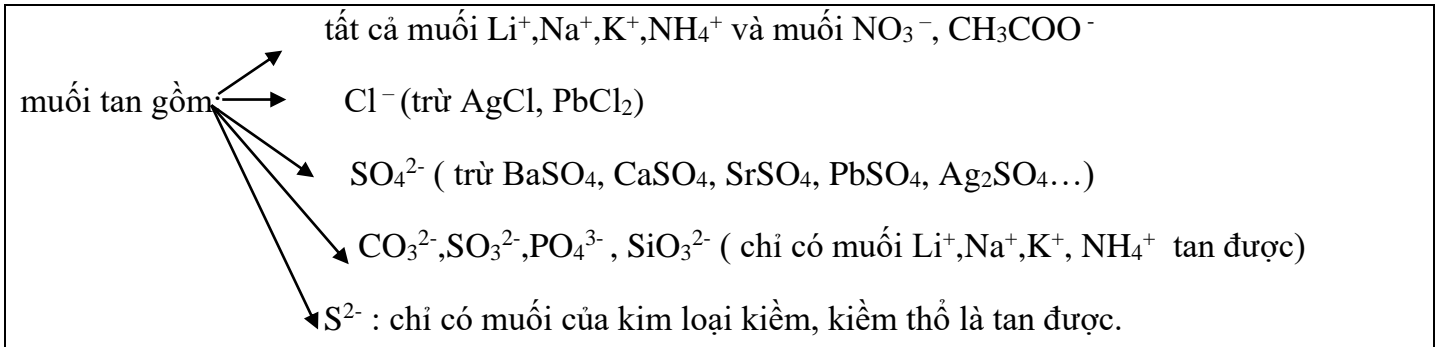 tất cả muối Li⁺,Na⁺,K⁺,NH₄⁺ và muối NO₃⁻, CH₃COO⁻
muối tan gồm:
Cl⁻ (trừ AgCl, PbCl₂)
SO₄²⁻ ( trừ BaSO₄, CaSO₄, SrSO₄, PbSO₄, Ag₂SO₄…)
CO₃²⁻,SO₃²⁻,PO₄³⁻ , SiO₃²⁻ ( chỉ có muối Li⁺,Na⁺,K⁺, NH₄⁺ tan được)
S²⁻ : chỉ có muối của kim loại kiềm, kiềm thổ là tan được.